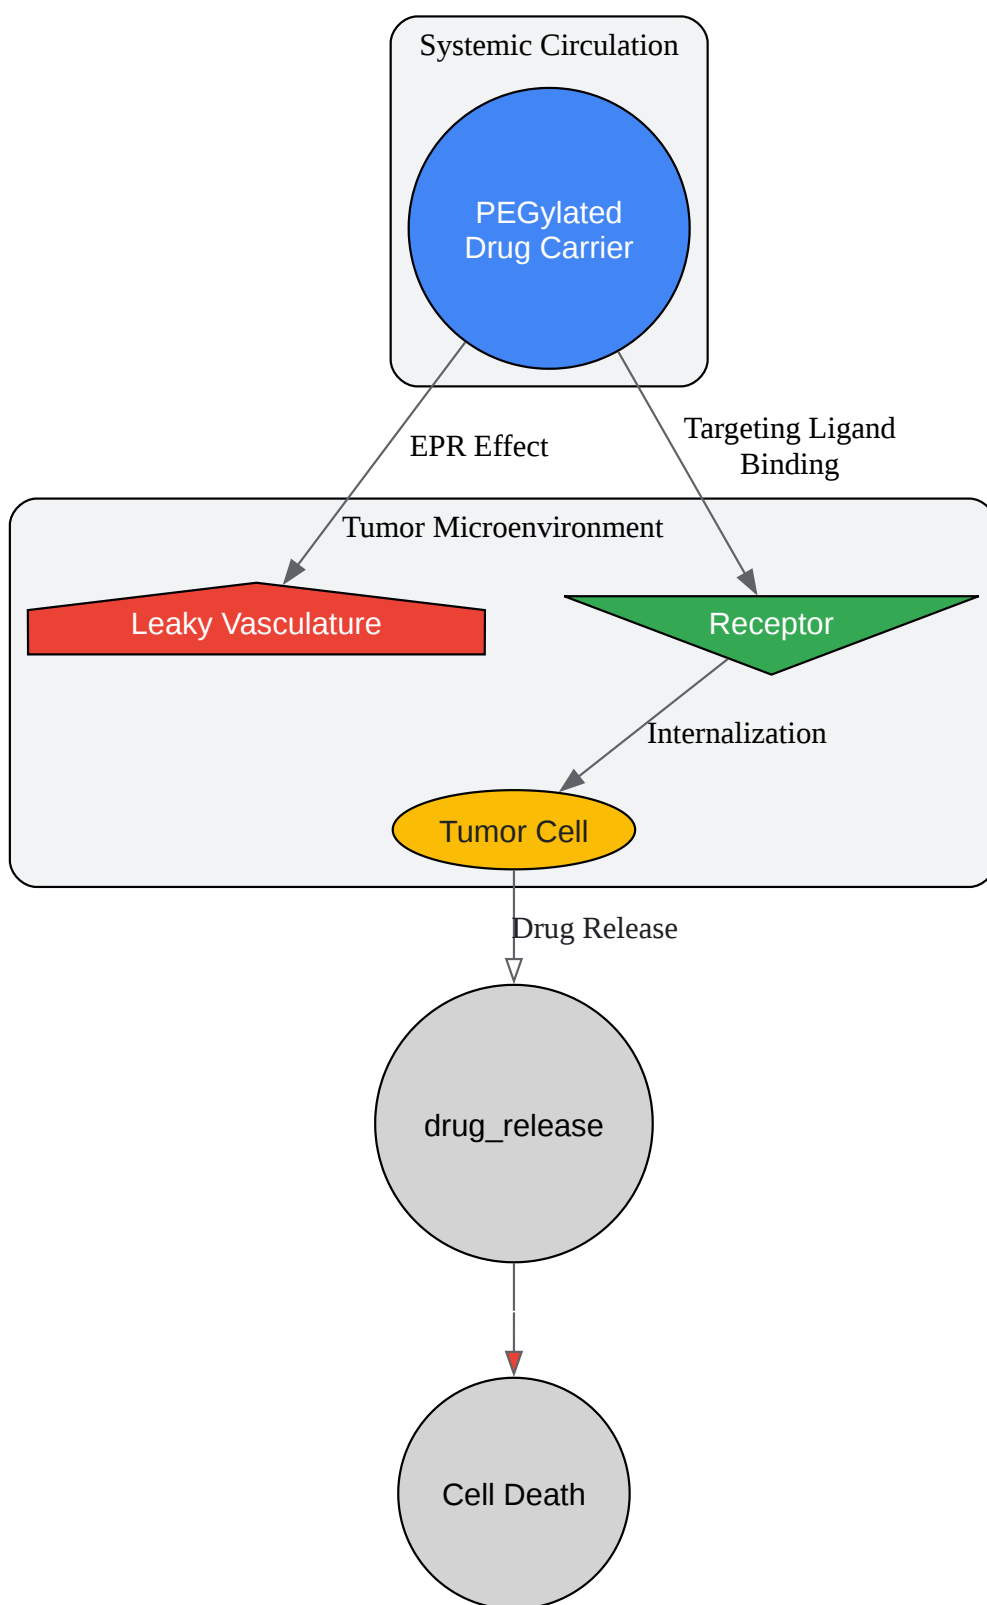 Systemic Circulation
PEGylated
Drug Carrier
EPR Effect
Targeting Ligand
Binding
Tumor Microenvironment
Leaky Vasculature
Receptor
Internalization
Tumor Cell
Drug Release
drug_release
Cell Death